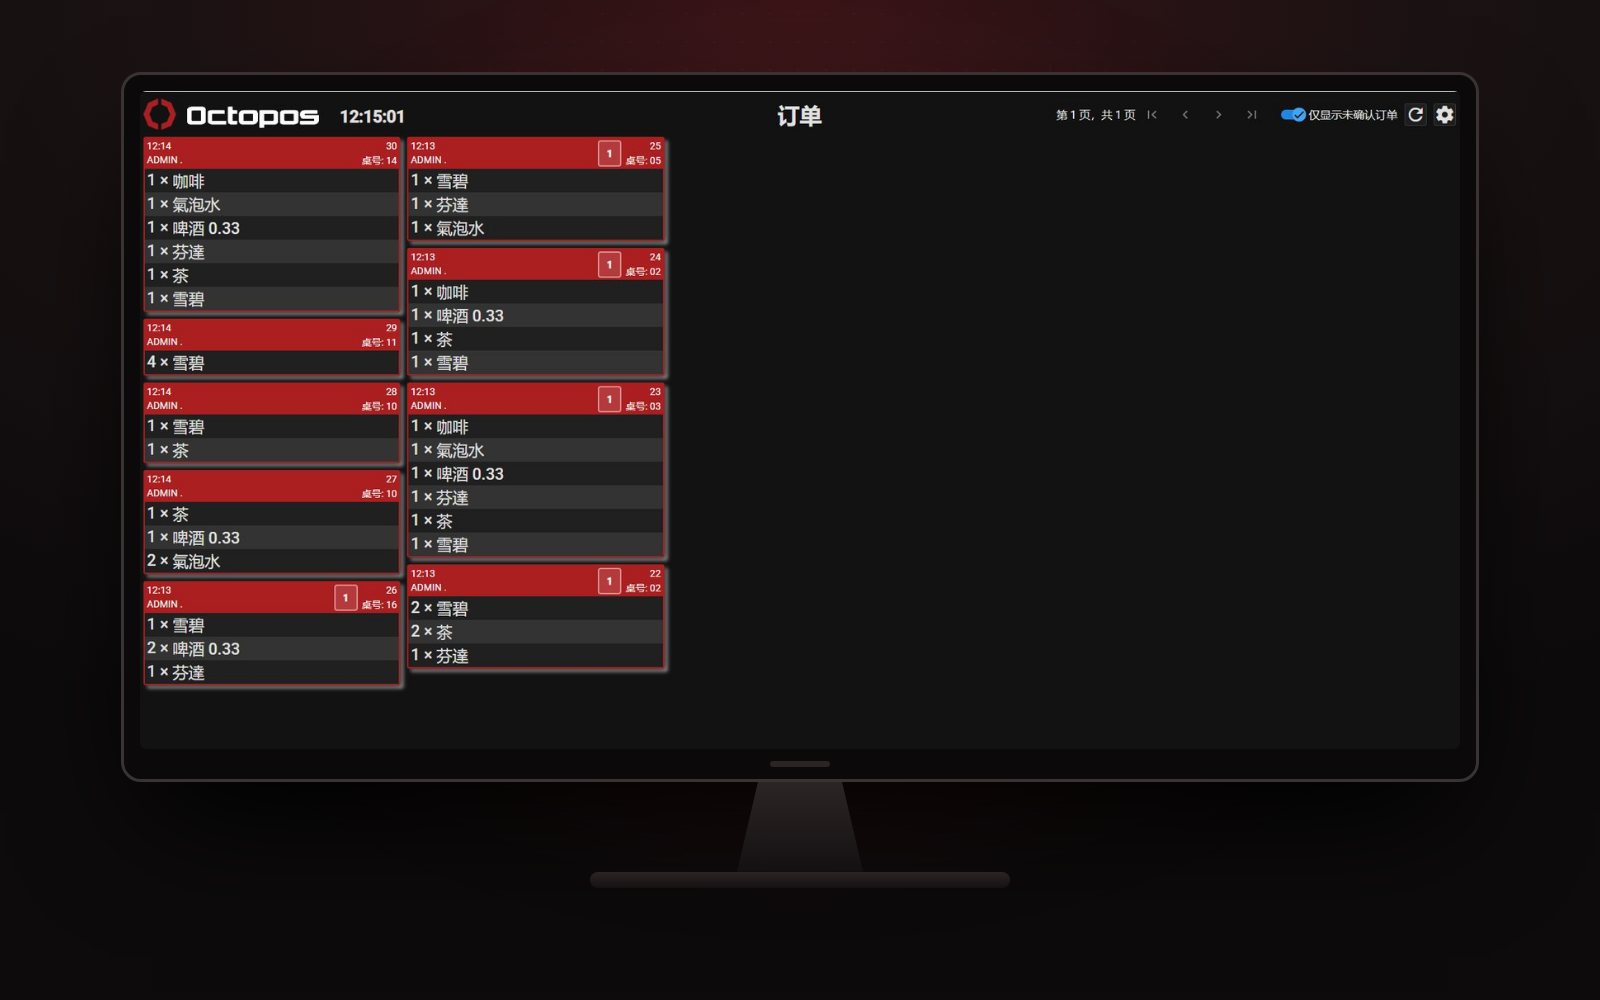 Octopos 12:15:01 订单 第 1 页, 共 1 页 仅显示未确认订单
12:14 30
ADMIN . 桌号: 14
1 × 咖啡
1 × 氣泡水
1 × 啤酒 0.33
1 × 芬達
1 × 茶
1 × 雪碧
12:14 29
ADMIN . 桌号: 11
4 × 雪碧
12:14 28
ADMIN . 桌号: 10
1 × 雪碧
1 × 茶
12:14 27
ADMIN . 桌号: 10
1 × 茶
1 × 啤酒 0.33
2 × 氣泡水
12:13 1 26
ADMIN . 桌号: 16
1 × 雪碧
2 × 啤酒 0.33
1 × 芬達
12:13 1 25
ADMIN . 桌号: 05
1 × 雪碧
1 × 芬達
1 × 氣泡水
12:13 1 24
ADMIN . 桌号: 02
1 × 咖啡
1 × 啤酒 0.33
1 × 茶
1 × 雪碧
12:13 1 23
ADMIN . 桌号: 03
1 × 咖啡
1 × 氣泡水
1 × 啤酒 0.33
1 × 芬達
1 × 茶
1 × 雪碧
12:13 1 22
ADMIN . 桌号: 02
2 × 雪碧
2 × 茶
1 × 芬達